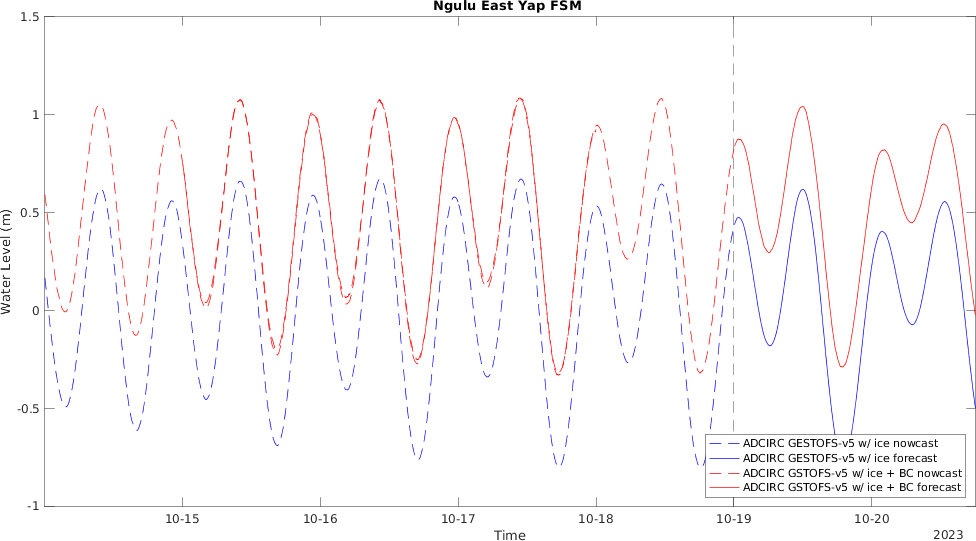 Ngulu East Yap FSM
1.5
1
0.5
0
-0.5
-1
Water Level (m)
10-15
10-16
10-17
10-18
10-19
10-20
Time
2023
ADCIRC GESTOFS-v5 w/ ice nowcast
ADCIRC GESTOFS-v5 w/ ice forecast
ADCIRC GSTOFS-v5 w/ ice + BC nowcast
ADCIRC GSTOFS-v5 w/ ice + BC forecast